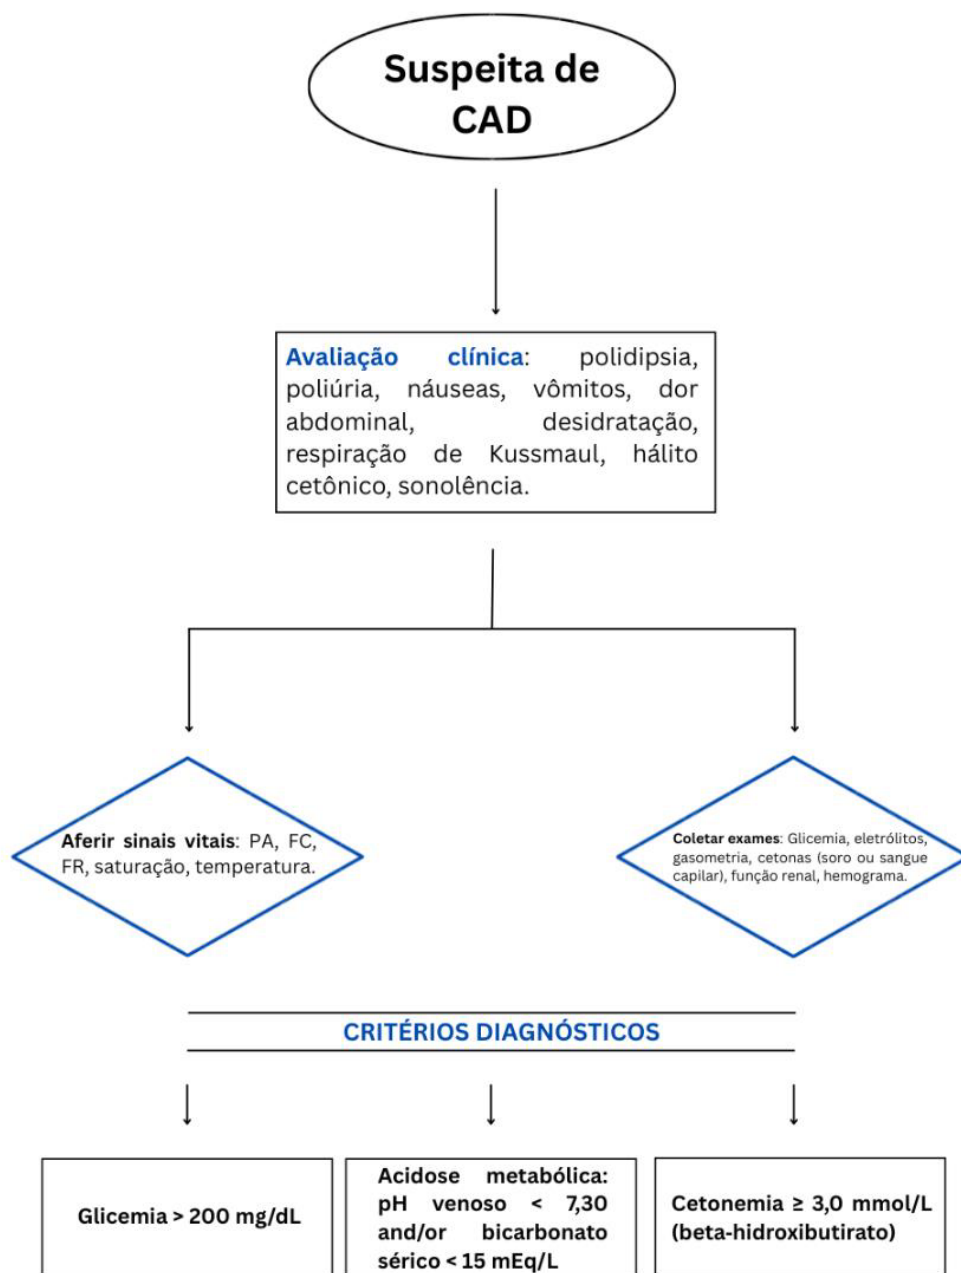 Suspeita de
CAD
Avaliação clínica: polidipsia,
poliúria, náuseas, vômitos, dor
abdominal, desidratação,
respiração de Kussmaul, hálito
cetônico, sonolência.
Aferir sinais vitais: PA, FC,
FR, saturação, temperatura.
Coletar exames: Glicemia, eletrólitos,
gasometria, cetonas (soro ou sangue
capilar), função renal, hemograma.
CRITÉRIOS DIAGNÓSTICOS
Glicemia > 200 mg/dL
Acidose metabólica:
pH venoso < 7,30
and/or bicarbonato
sérico < 15 mEq/L
Cetonemia ≥ 3,0 mmol/L
(beta-hidroxibutirato)